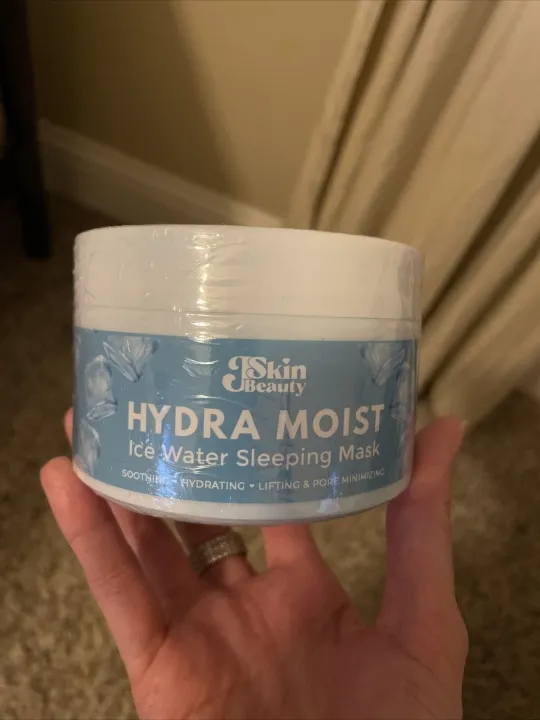 JSkin
Beauty
HYDRA MOIST
Ice Water Sleeping Mask
SOOTHING • HYDRATING • LIFTING & PORE MINIMIZING